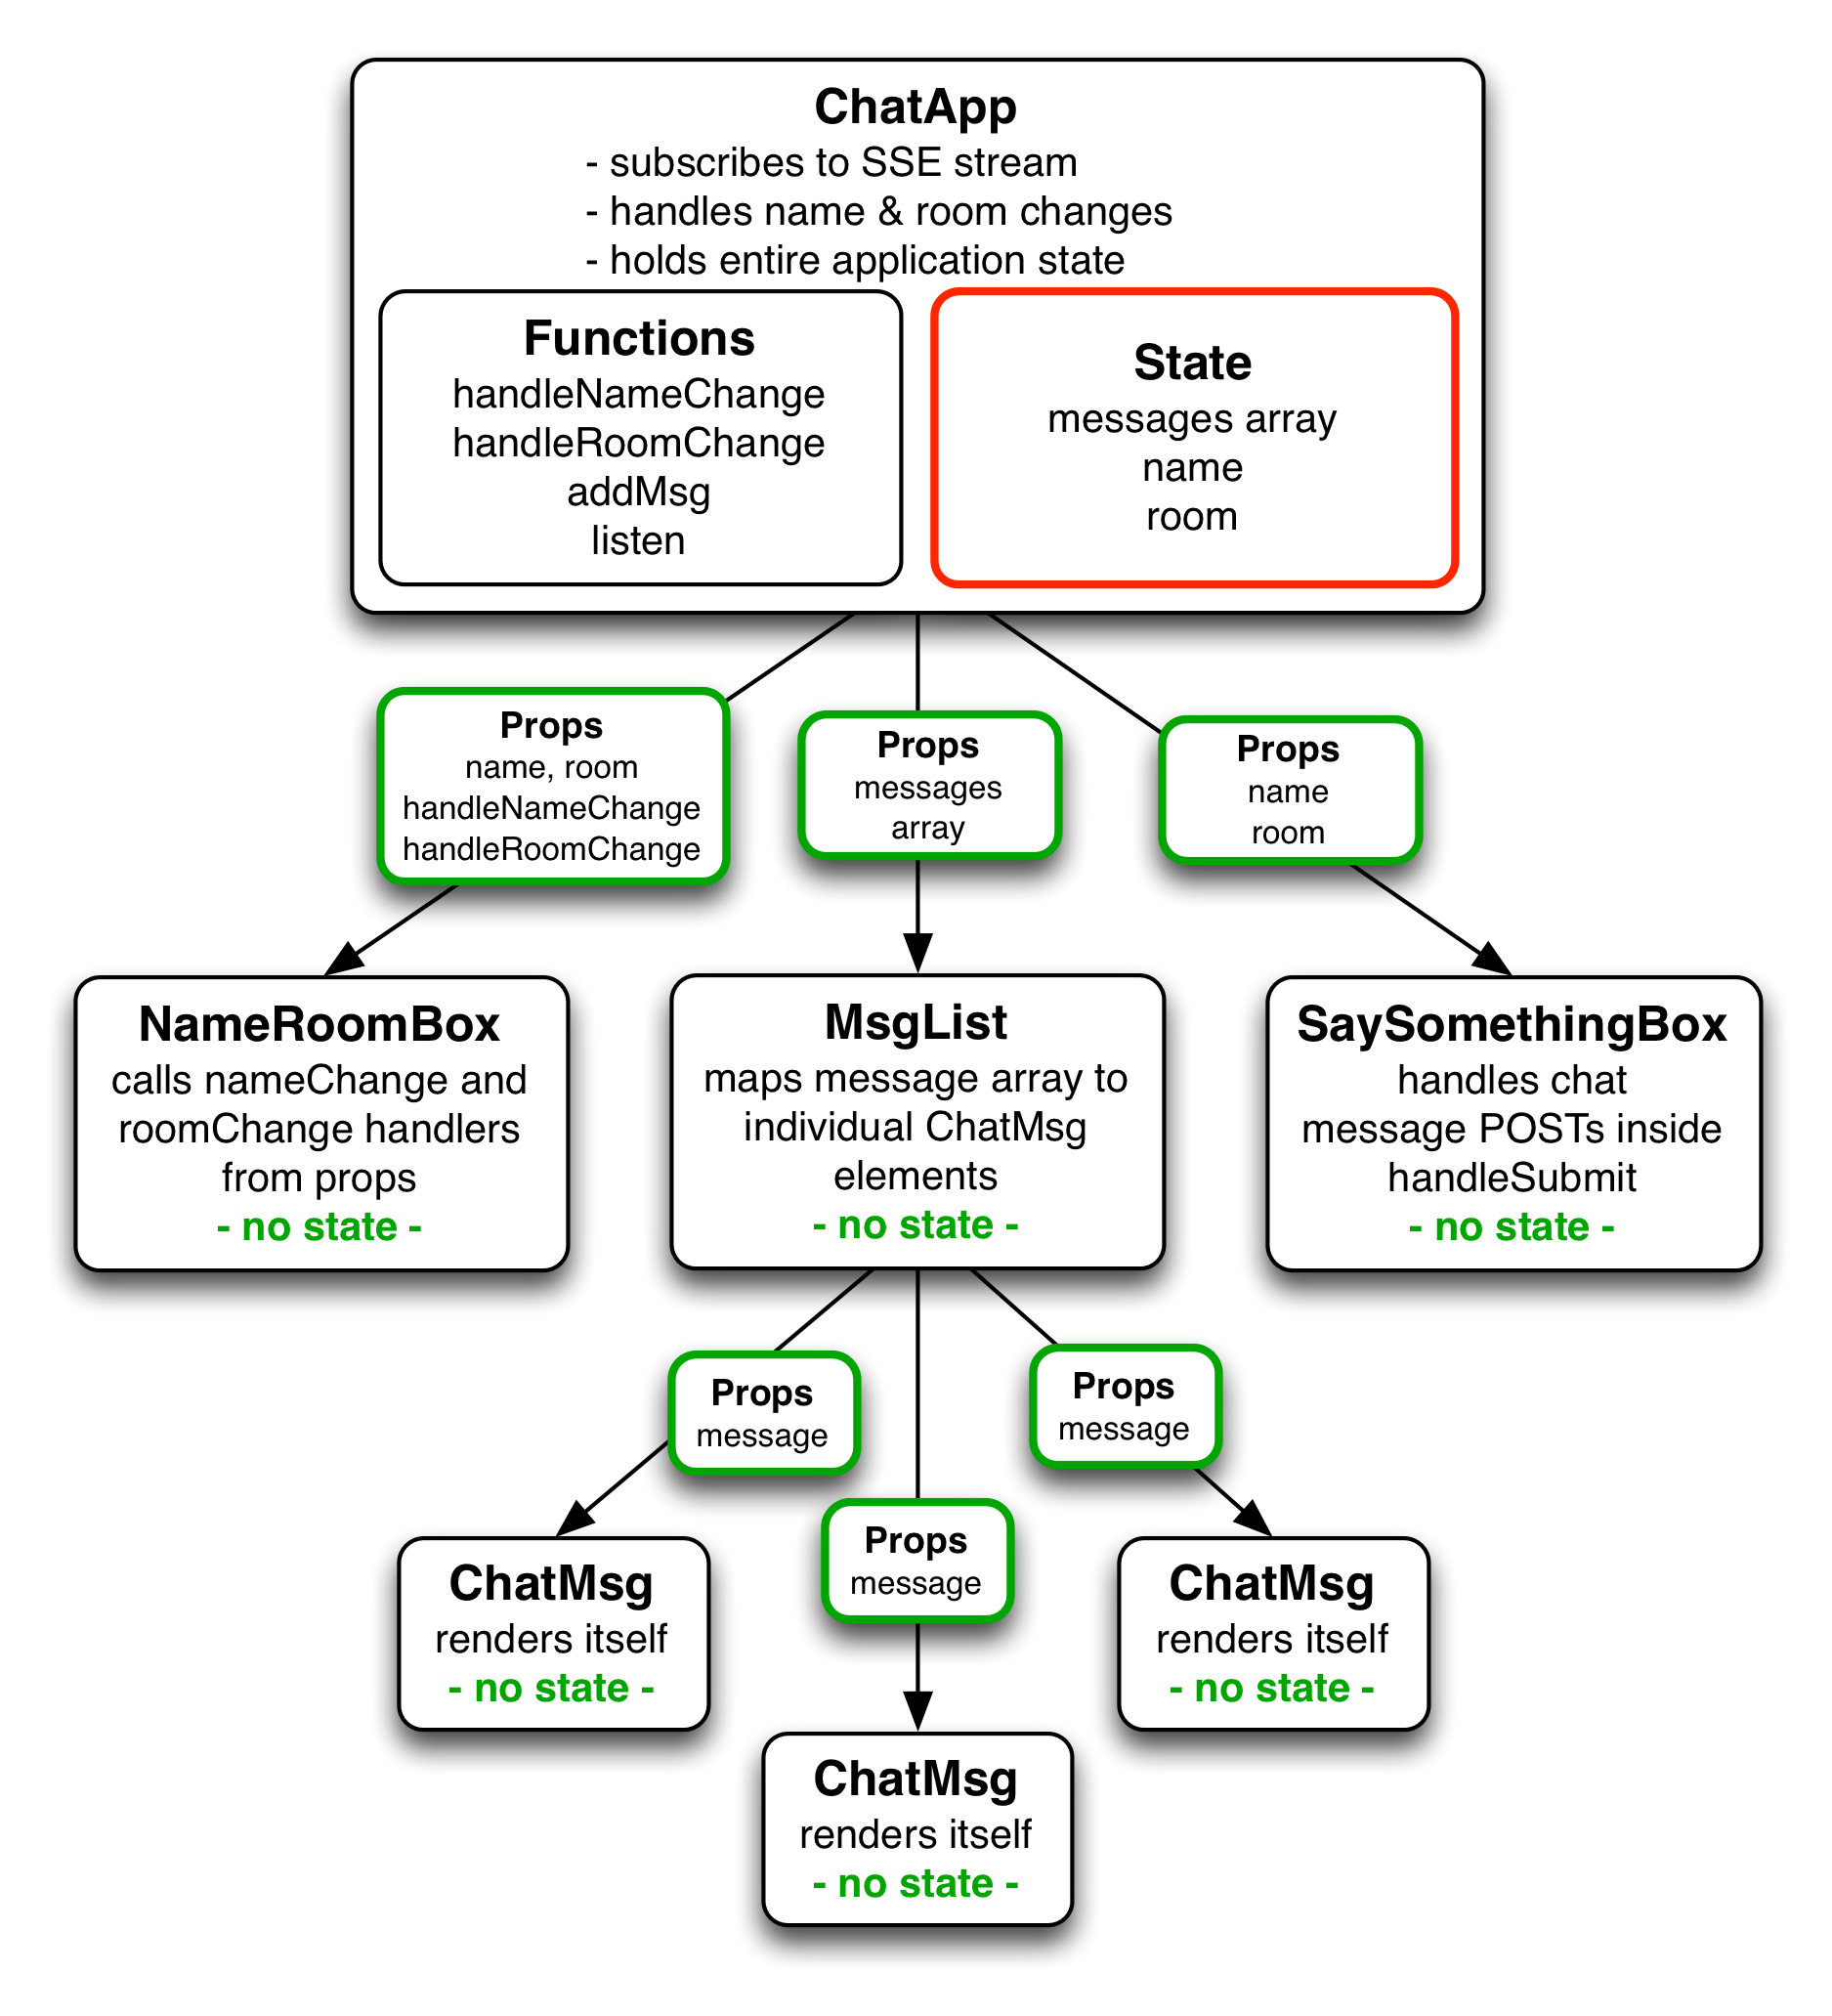 ChatApp
- subscribes to SSE stream
- handles name & room changes
- holds entire application state
Functions
handleNameChange
handleRoomChange
addMsg
listen
State
messages array
name
room
Props
name, room
handleNameChange
handleRoomChange
Props
messages
array
Props
name
room
NameRoomBox
calls nameChange and
roomChange handlers
from props
- no state -
MsgList
maps message array to
individual ChatMsg
elements
- no state -
SaySomethingBox
handles chat
message POSTs inside
handleSubmit
- no state -
Props
message
Props
message
Props
message
ChatMsg
renders itself
- no state -
ChatMsg
renders itself
- no state -
ChatMsg
renders itself
- no state -